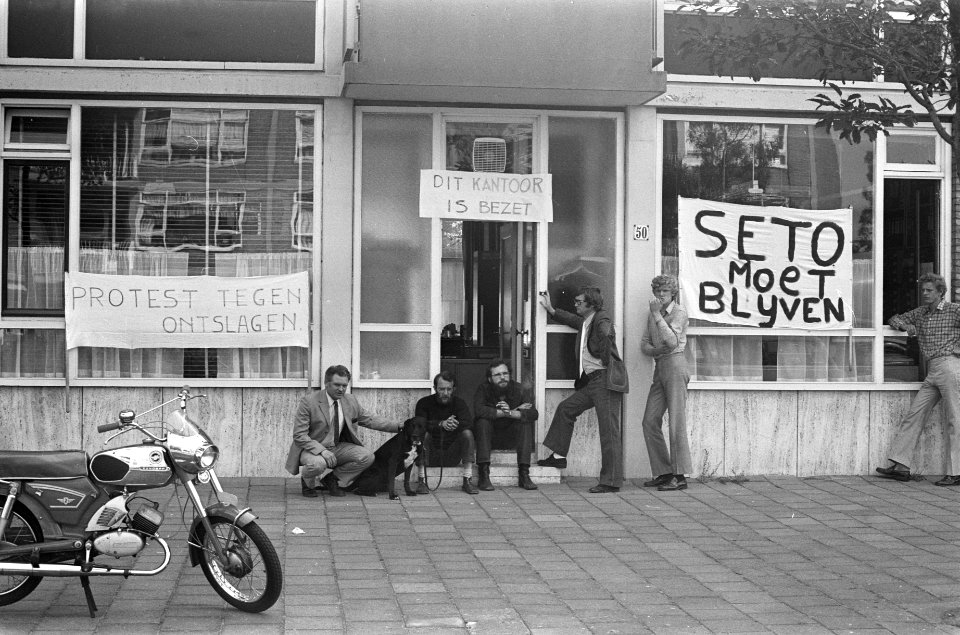 PROTEST TEGEN
ONTSLAGEN.
DIT KANTOOR
IS BEZET
50
SETO
MOET
BLYVEN